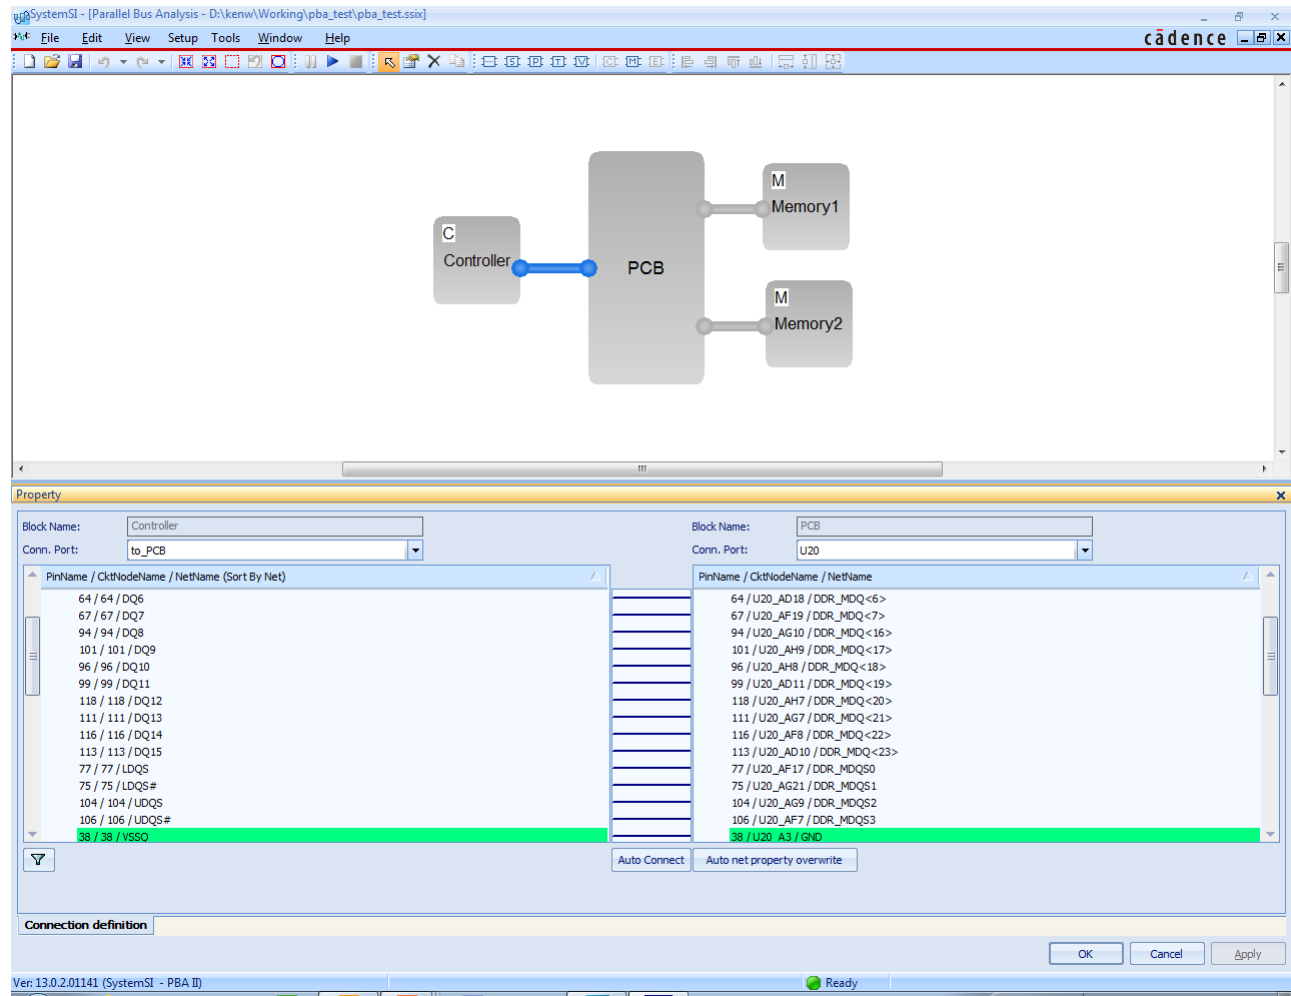 SystemSI - [Parallel Bus Analysis - D:\kenw\Working\pba_test\pba_test.ssix]
File Edit View Setup Tools Window Help cādence
M
Memory1
C
Controller
PCB
M
Memory2
Property
Block Name: Controller Block Name: PCB
Conn. Port: to_PCB Conn. Port: U20
PinName / CktNodeName / NetName (Sort By Net) PinName / CktNodeName / NetName
64 / 64 / DQ6 64 / U20_AD18 / DDR_MDQ<6>
67 / 67 / DQ7 67 / U20_AF19 / DDR_MDQ<7>
94 / 94 / DQ8 94 / U20_AG10 / DDR_MDQ<16>
101 / 101 / DQ9 101 / U20_AH9 / DDR_MDQ<17>
96 / 96 / DQ10 96 / U20_AH8 / DDR_MDQ<18>
99 / 99 / DQ11 99 / U20_AD11 / DDR_MDQ<19>
118 / 118 / DQ12 118 / U20_AH7 / DDR_MDQ<20>
111 / 111 / DQ13 111 / U20_AG7 / DDR_MDQ<21>
116 / 116 / DQ14 116 / U20_AF8 / DDR_MDQ<22>
113 / 113 / DQ15 113 / U20_AD10 / DDR_MDQ<23>
77 / 77 / LDQS 77 / U20_AF17 / DDR_MDQS0
75 / 75 / LDQS# 75 / U20_AG21 / DDR_MDQS1
104 / 104 / UDQS 104 / U20_AG9 / DDR_MDQS2
106 / 106 / UDQS# 106 / U20_AF7 / DDR_MDQS3
38 / 38 / VSSQ 38 / U20_A3 / GND
Auto Connect Auto net property overwrite
Connection definition
OK Cancel Apply
Ver: 13.0.2.01141 (SystemSI - PBA II) Ready